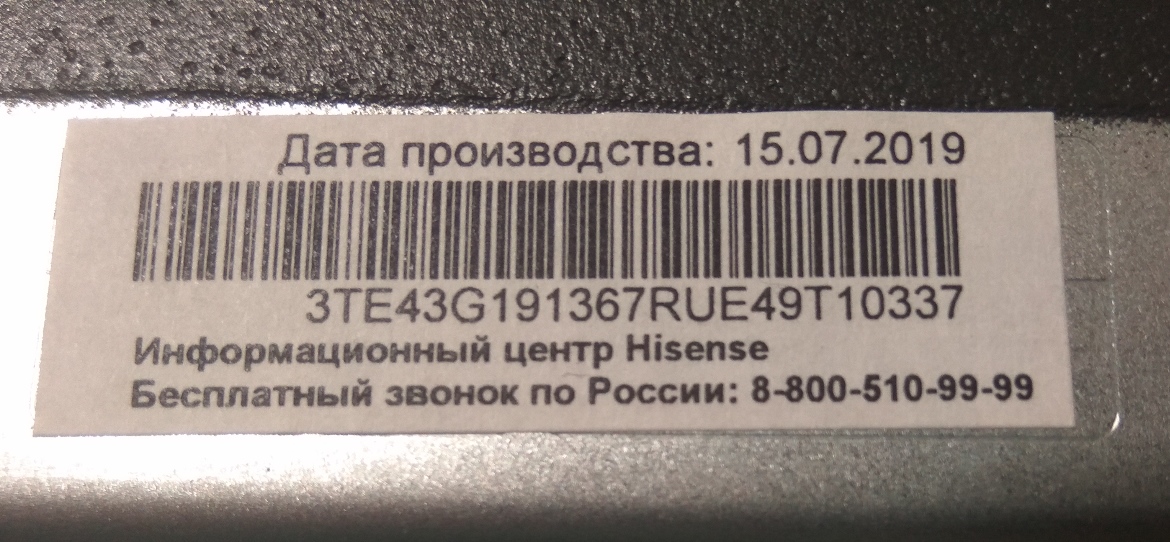 Дата производства: 15.07.2019
3TE43G191367RUE49T10337
Информационный центр Hisense
Бесплатный звонок по России: 8-800-510-99-99